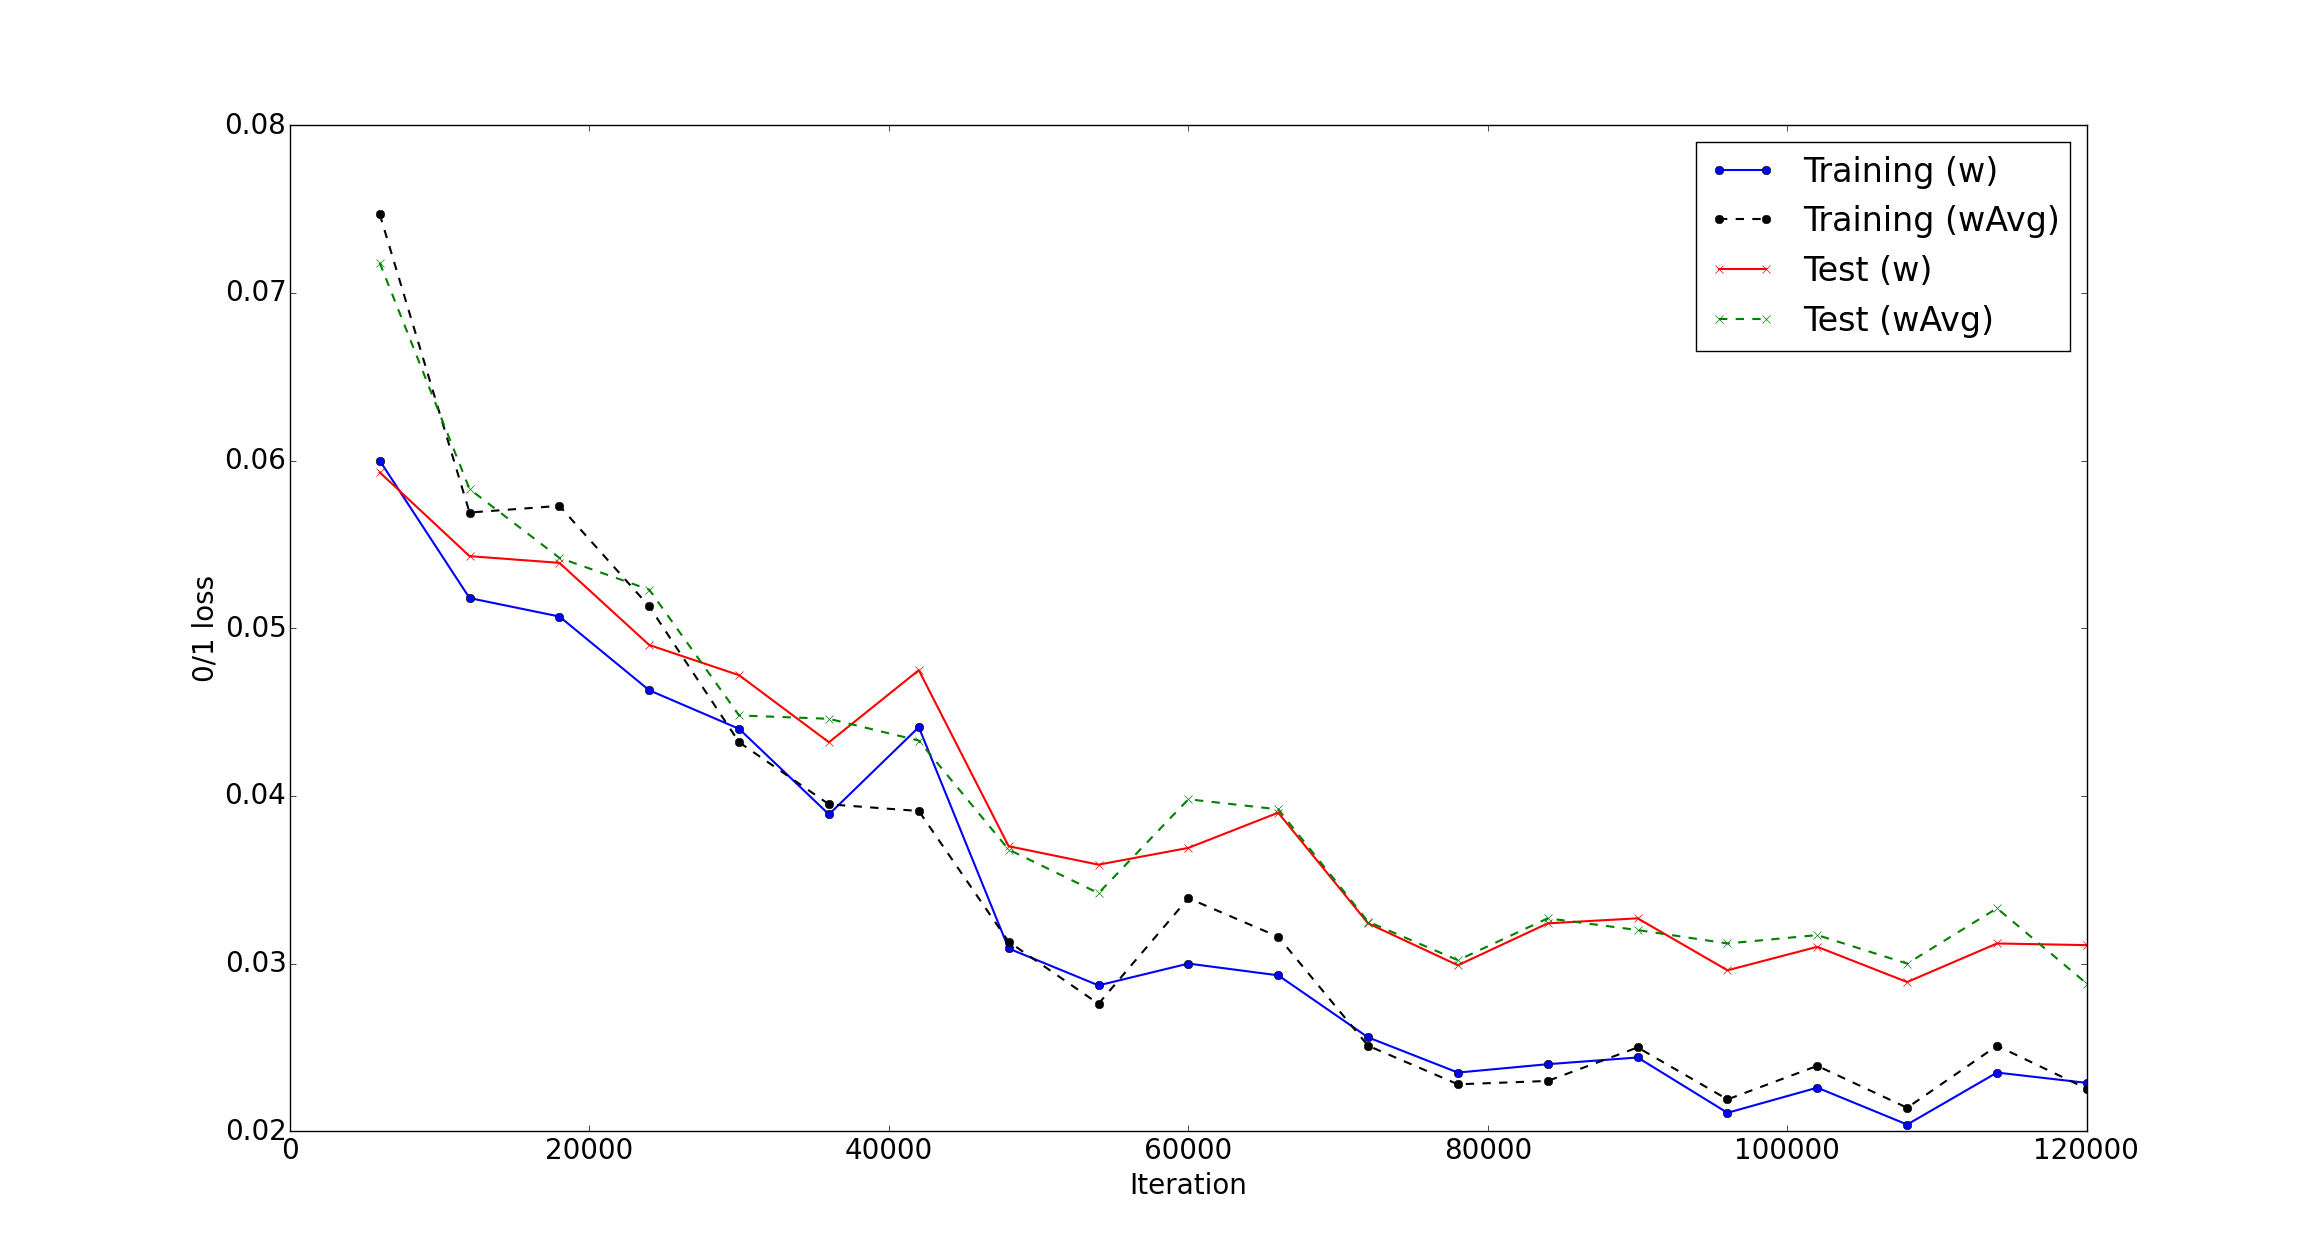 0.08
0.07
0.06
0.05
0.04
0.03
0.02
0/1 loss
Training (w)
Training (wAvg)
Test (w)
Test (wAvg)
0 20000 40000 60000 80000 100000 120000
Iteration